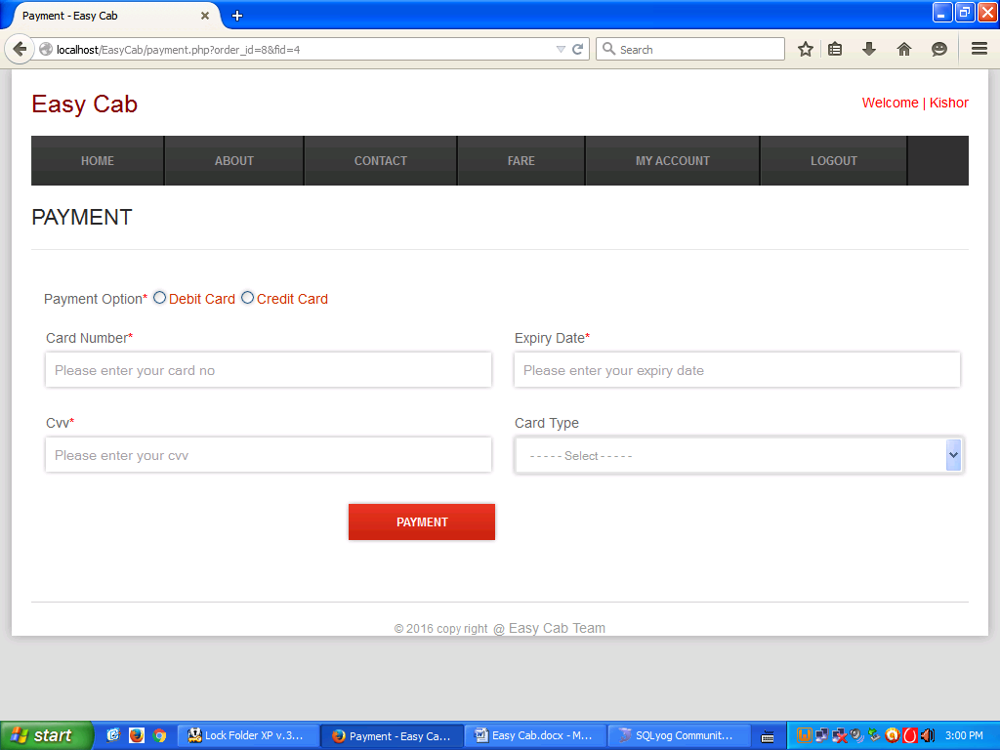 Payment - Easy Cab
localhost/EasyCab/payment.php?order_id=8&fid=4
Search
Easy Cab
Welcome | Kishor
HOME ABOUT CONTACT FARE MY ACCOUNT LOGOUT
PAYMENT
Payment Option* Debit Card Credit Card
Card Number* Expiry Date*
Please enter your card no Please enter your expiry date
Cvv* Card Type
Please enter your cvv - - - - - Select - - - - -
PAYMENT
© 2016 copy right @ Easy Cab Team
start Lock Folder XP v.3... Payment - Easy Ca... Easy Cab.docx - M... SQLyog Communit... 3:00 PM